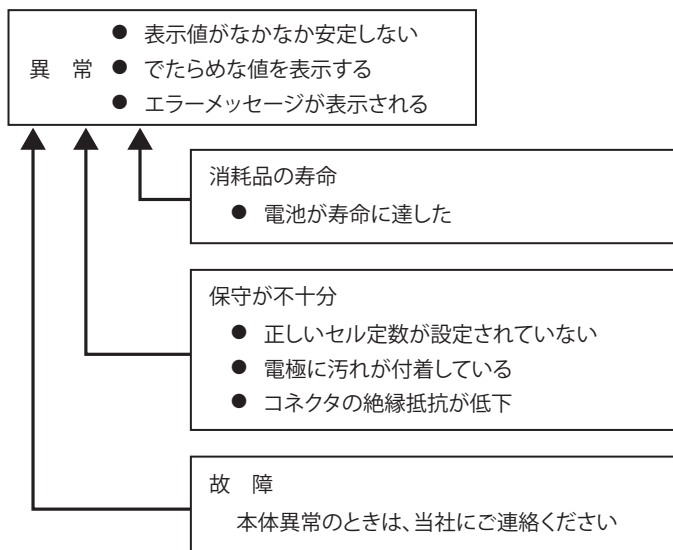 ● 表示値がなかなか安定しない
異　常 ● でたらめな値を表示する
● エラーメッセージが表示される
消耗品の寿命
● 電池が寿命に達した
保守が不十分
● 正しいセル定数が設定されていない
● 電極に汚れが付着している
● コネクタの絶縁抵抗が低下
故　障
本体異常のときは、当社にご連絡ください